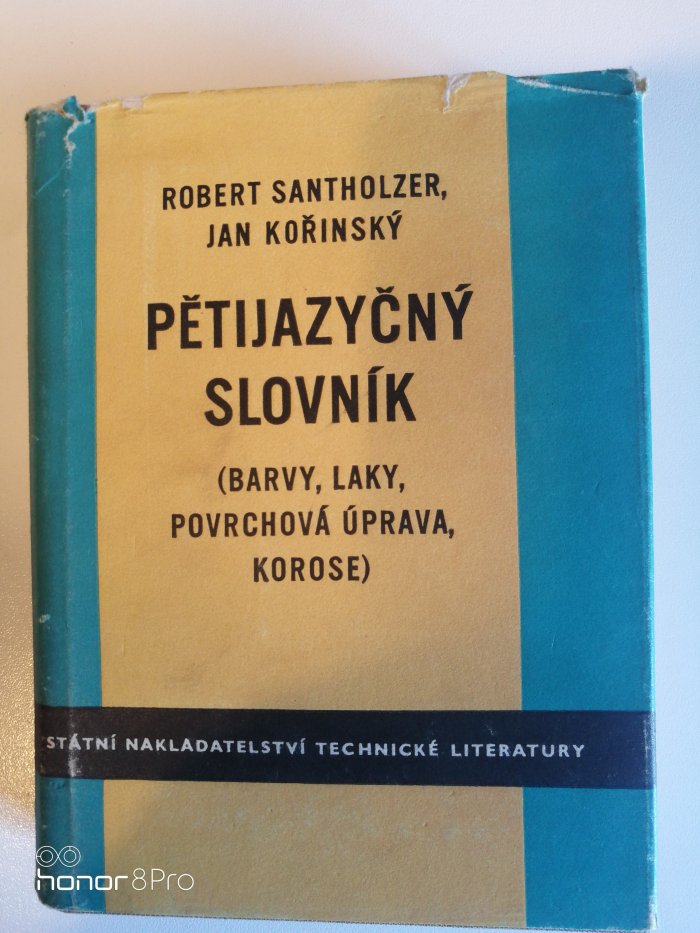 ROBERT SANTHOLZER,
JAN KOŘINSKÝ
PĚTIJAZYČNÝ
SLOVNÍK
(BARVY, LAKY,
POVRCHOVÁ ÚPRAVA,
KOROSE)
STÁTNÍ NAKLADATELSTVÍ TECHNICKÉ LITERATURY
honor 8Pro